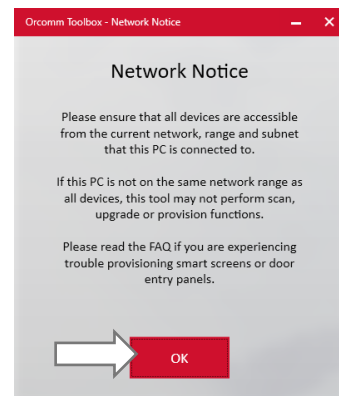 Orcomm Toolbox - Network Notice
Network Notice
Please ensure that all devices are accessible
from the current network, range and subnet
that this PC is connected to.
If this PC is not on the same network range as
all devices, this tool may not perform scan,
upgrade or provision functions.
Please read the FAQ if you are experiencing
trouble provisioning smart screens or door
entry panels.
OK